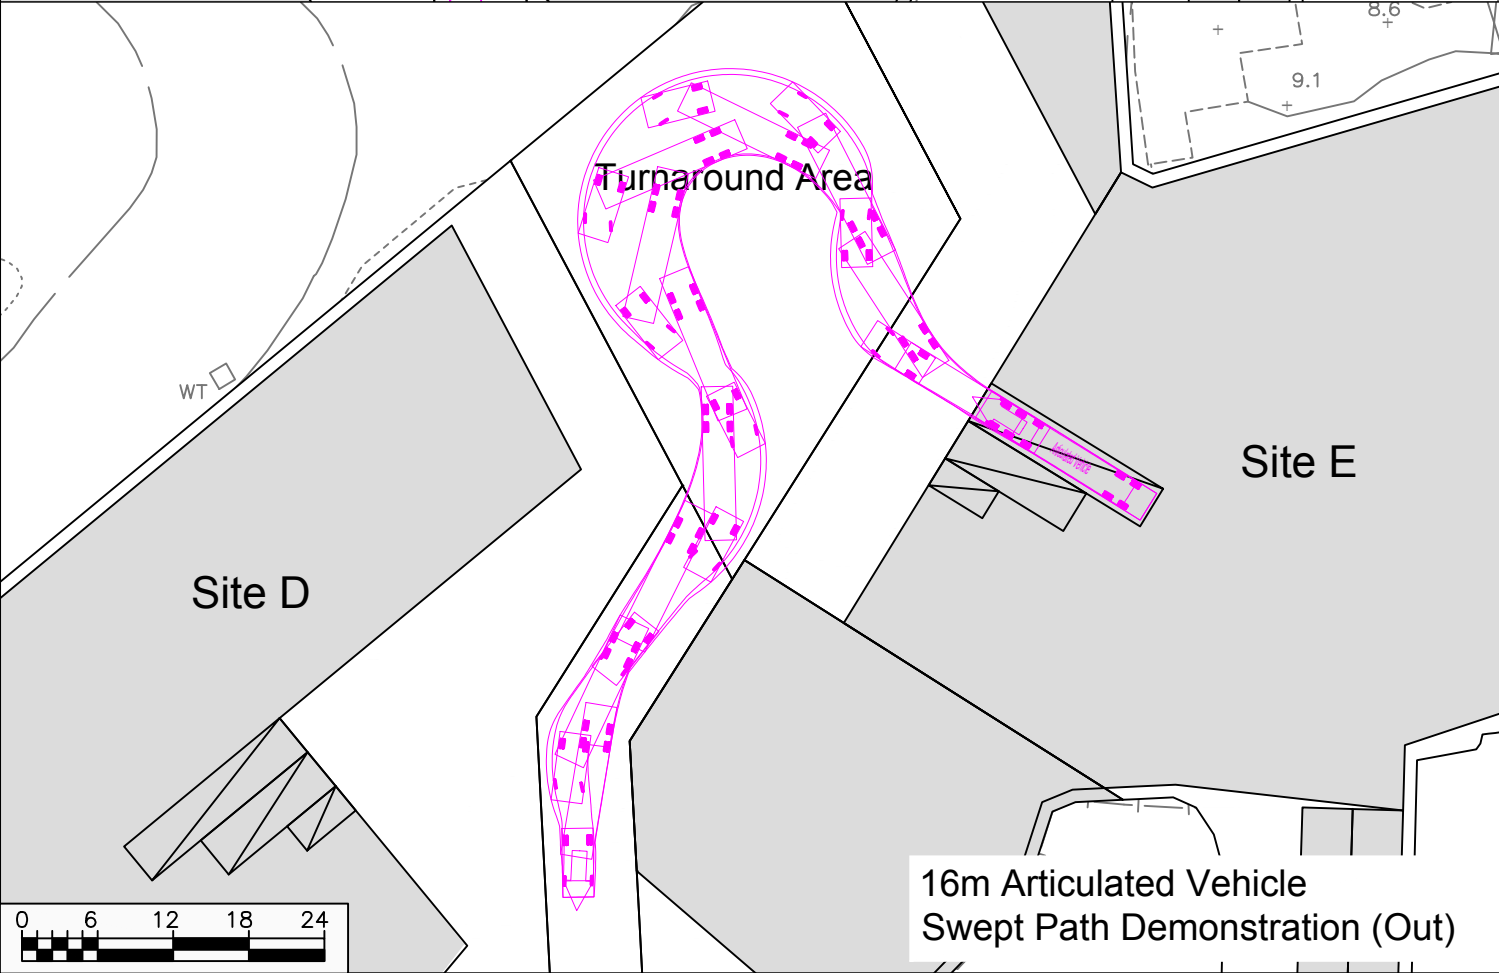 8.6
9.1
Turnaround Area
WT
Site E
Site D
16m Articulated Vehicle
Swept Path Demonstration (Out)
0 6 12 18 24